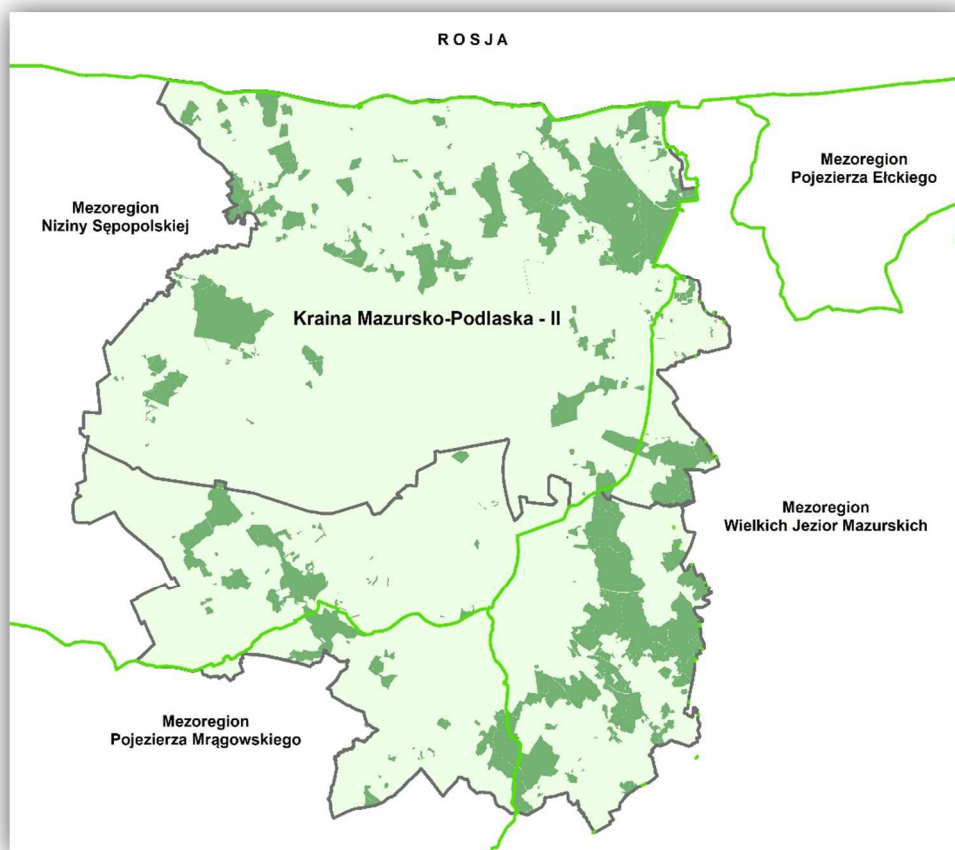 ROSJA
Mezoregion
Pojezierza Ełckiego
Mezoregion
Niziny Sępopolskiej
Kraina Mazursko-Podlaska - II
Mezoregion
Wielkich Jezior Mazurskich
Mezoregion
Pojezierza Mrągowskiego